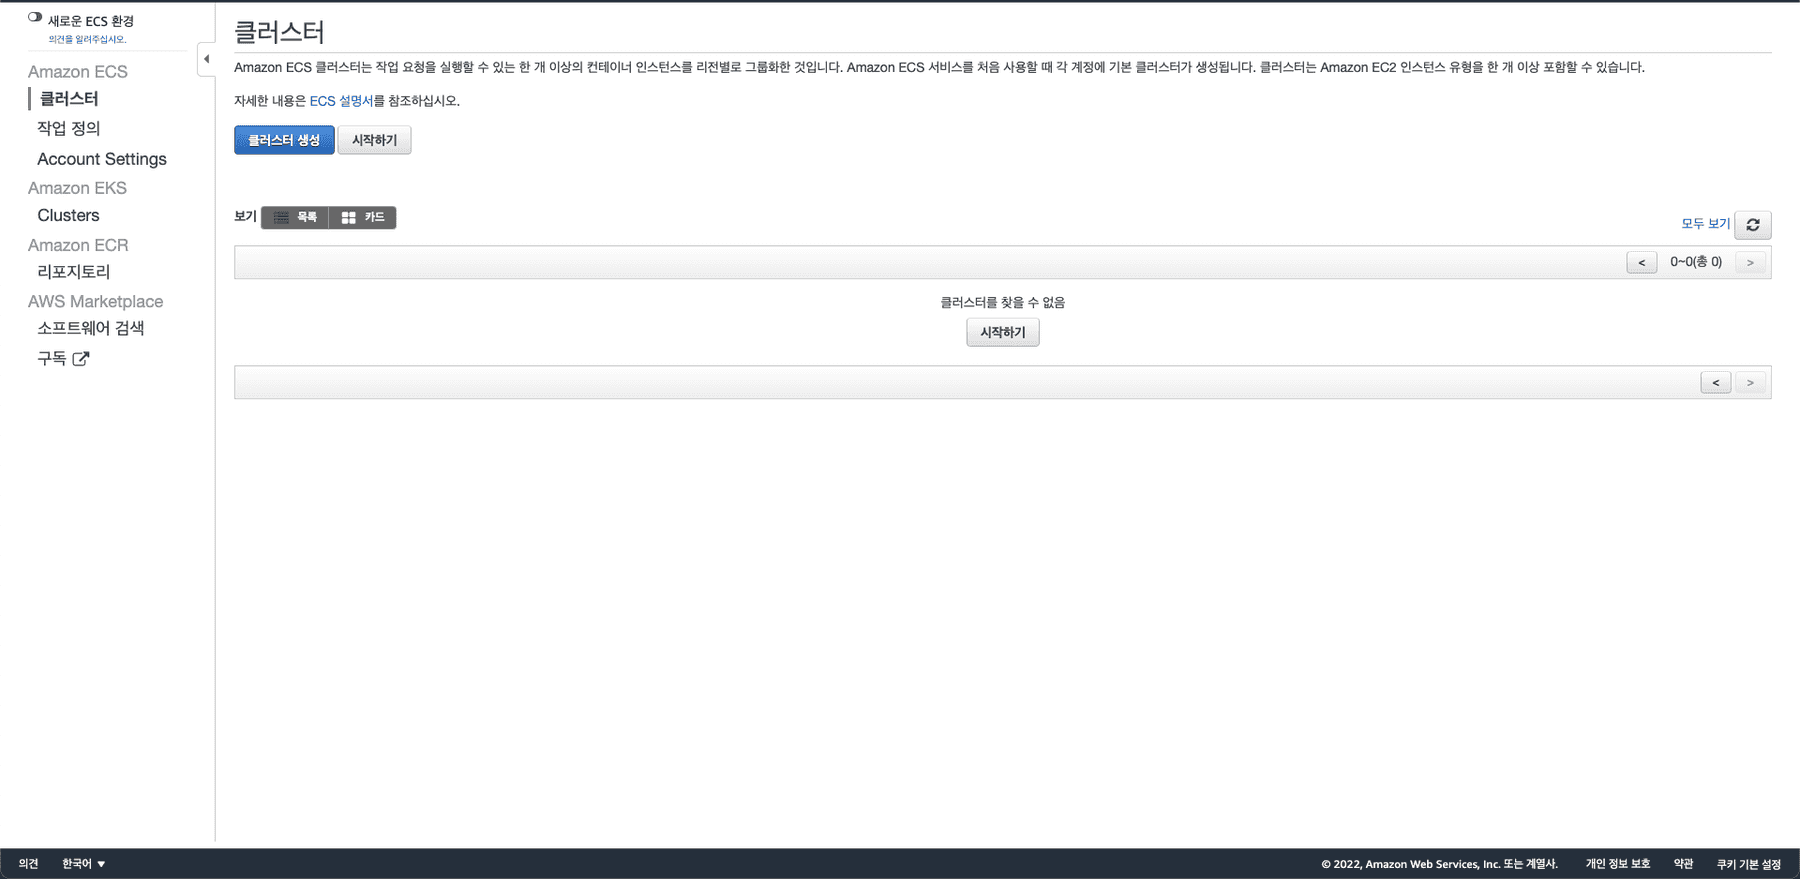 새로운 ECS 환경
의견을 알려주십시오.
Amazon ECS
클러스터
작업 정의
Account Settings
Amazon EKS
Clusters
Amazon ECR
리포지토리
AWS Marketplace
소프트웨어 검색
구독
클러스터
Amazon ECS 클러스터는 작업 요청을 실행할 수 있는 한 개 이상의 컨테이너 인스턴스를 리전별로 그룹화한 것입니다. Amazon ECS 서비스를 처음 사용할 때 각 계정에 기본 클러스터가 생성됩니다. 클러스터는 Amazon EC2 인스턴스 유형을 한 개 이상 포함할 수 있습니다.
자세한 내용은 ECS 설명서를 참조하십시오.
클러스터 생성 시작하기
보기 목록 카드
모두 보기
< 0~0(총 0) >
클러스터를 찾을 수 없음
시작하기
< >
의견 한국어 © 2022, Amazon Web Services, Inc. 또는 계열사. 개인 정보 보호 약관 쿠키 기본 설정